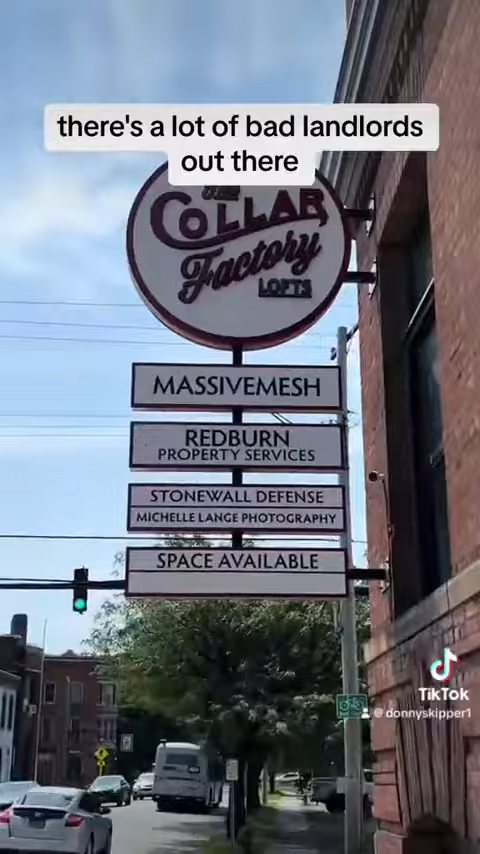 there's a lot of bad landlords
out there
COLLAR
Factory
LOFTS
MASSIVEMESH
REDBURN
PROPERTY SERVICES
STONEWALL DEFENSE
MICHELLE LANGE PHOTOGRAPHY
SPACE AVAILABLE
TikTok
@donnyskipper1